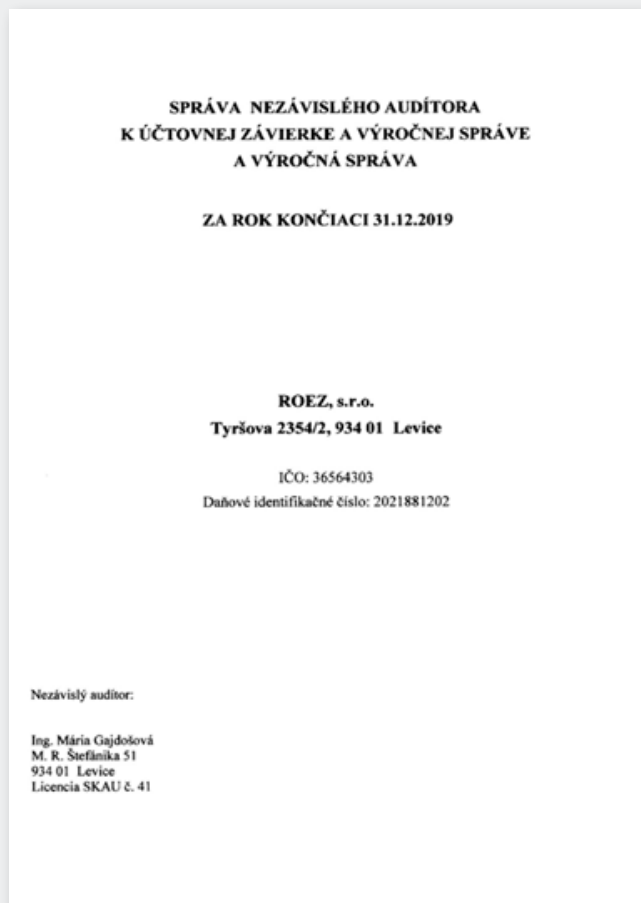 SPRÁVA NEZÁVISLÉHO AUDÍTORA
K ÚČTOVNEJ ZÁVIERKE A VÝROČNEJ SPRÁVE
A VÝROČNÁ SPRÁVA
ZA ROK KONČIACI 31.12.2019
ROEZ, s.r.o.
Tyršova 2354/2, 934 01 Levice
IČO: 36564303
Daňové identifikačné číslo: 2021881202
Nezávislý audítor:
Ing. Mária Gajdošová
M. R. Štefánika 51
934 01 Levice
Licencia SKAU č. 41